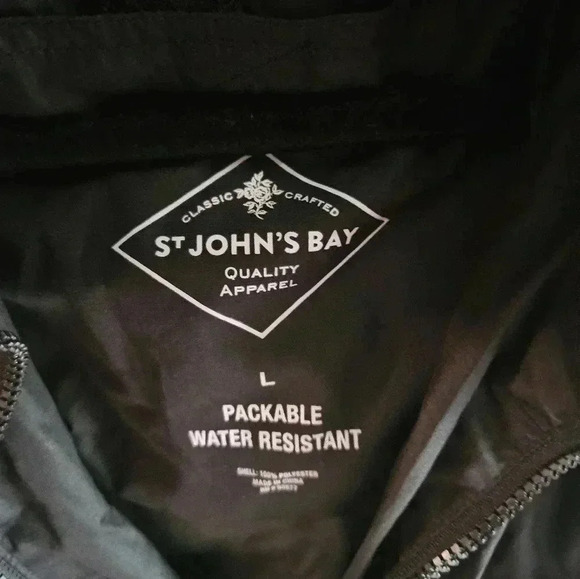 CLASSIC CRAFTED
ST JOHN'S BAY
QUALITY
APPAREL
L
PACKABLE
WATER RESISTANT
SHELL: 100% POLYESTER
MADE IN CHINA